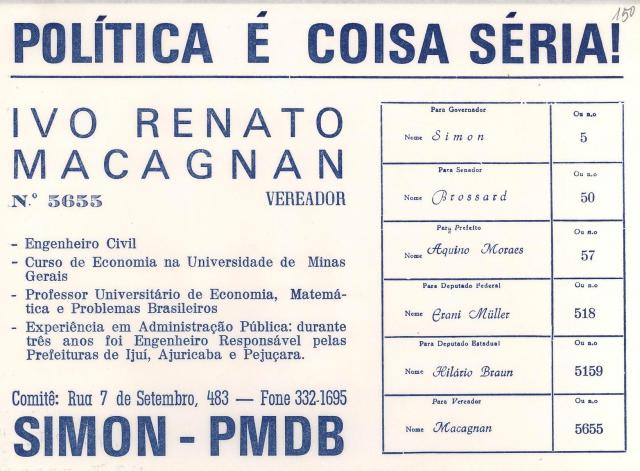 150
POLÍTICA É COISA SÉRIA!
IVO RENATO
MACAGNAN
N.º 5655 VEREADOR
- Engenheiro Civil
- Curso de Economia na Universidade de Minas
Gerais
- Professor Universitário de Economia, Matemá-
tica e Problemas Brasileiros
- Experiência em Administração Pública: durante
três anos foi Engenheiro Responsável pelas
Prefeituras de Ijuí, Ajuricaba e Pejuçara.
Comitê: Rua 7 de Setembro, 483 — Fone 332-1695
SIMON - PMDB
Para Governador Ou n.o
Nome Simon 5
Para Senador Ou n.o
Nome Brossard 50
Para Prefeito Ou n.o
Nome Aquino Moraes 57
Para Deputado Federal Ou n.o
Nome Erani Müller 518
Para Deputado Estadual Ou n.o
Nome Hilário Braun 5159
Para Vereador Ou n.o
Nome Macagnan 5655